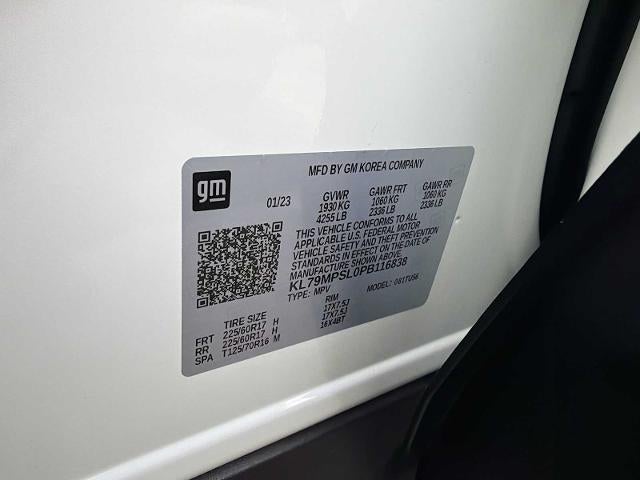 gm
MFD BY GM KOREA COMPANY
01/23 GVWR GAWR FRT GAWR RR
1930 KG 1060 KG 1060 KG
4255 LB 2336 LB 2336 LB
THIS VEHICLE CONFORMS TO ALL
APPLICABLE U.S. FEDERAL MOTOR
VEHICLE SAFETY AND THEFT PREVENTION
STANDARDS IN EFFECT ON THE DATE OF
MANUFACTURE SHOWN ABOVE.
KL79MPSL0PB116838
TYPE: MPV MODEL: 061TU56
TIRE SIZE RIM
FRT 225/60R17 H 17X7.5J
RR 225/60R17 H 17X7.5J
SPA T125/70R16 M 16X4BT